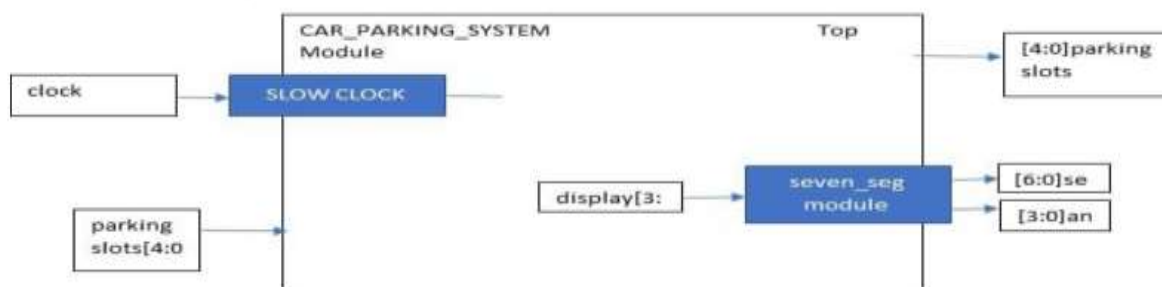 CAR_PARKING_SYSTEM Top
Module
[4:0]parking
slots
clock
SLOW CLOCK
seven_seg
module
display[3:
[6:0]se
[3:0]an
parking
slots[4:0